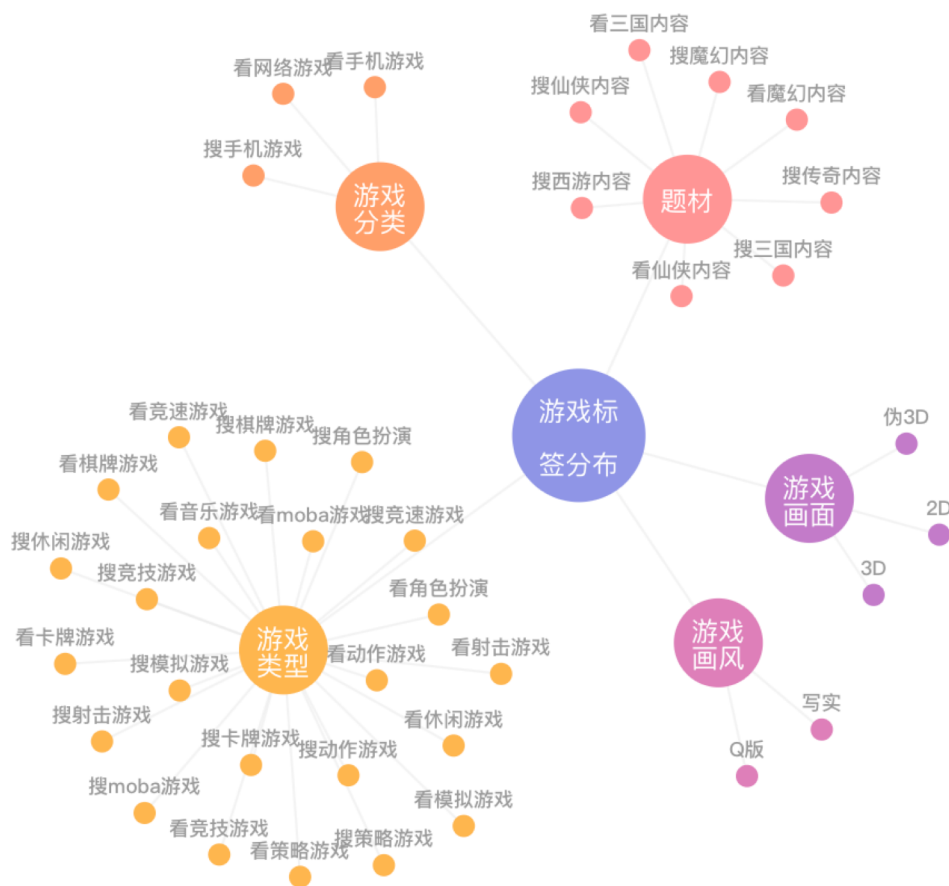 看三国内容
看网络游戏
看手机游戏
搜魔幻内容
搜仙侠内容
看魔幻内容
搜手机游戏
搜西游内容
搜传奇内容
游戏
分类
题材
搜三国内容
看仙侠内容
游戏标
签分布
看竞速游戏
搜棋牌游戏
搜角色扮演
伪3D
看棋牌游戏
游戏
画面
看音乐游戏
看moba游戏
搜竞速游戏
2D
搜休闲游戏
搜竞技游戏
3D
看角色扮演
游戏
类型
看卡牌游戏
搜模拟游戏
看动作游戏
看射击游戏
游戏
画风
搜射击游戏
搜卡牌游戏
搜动作游戏
看休闲游戏
写实
Q版
搜moba游戏
看模拟游戏
看竞技游戏
看策略游戏
搜策略游戏